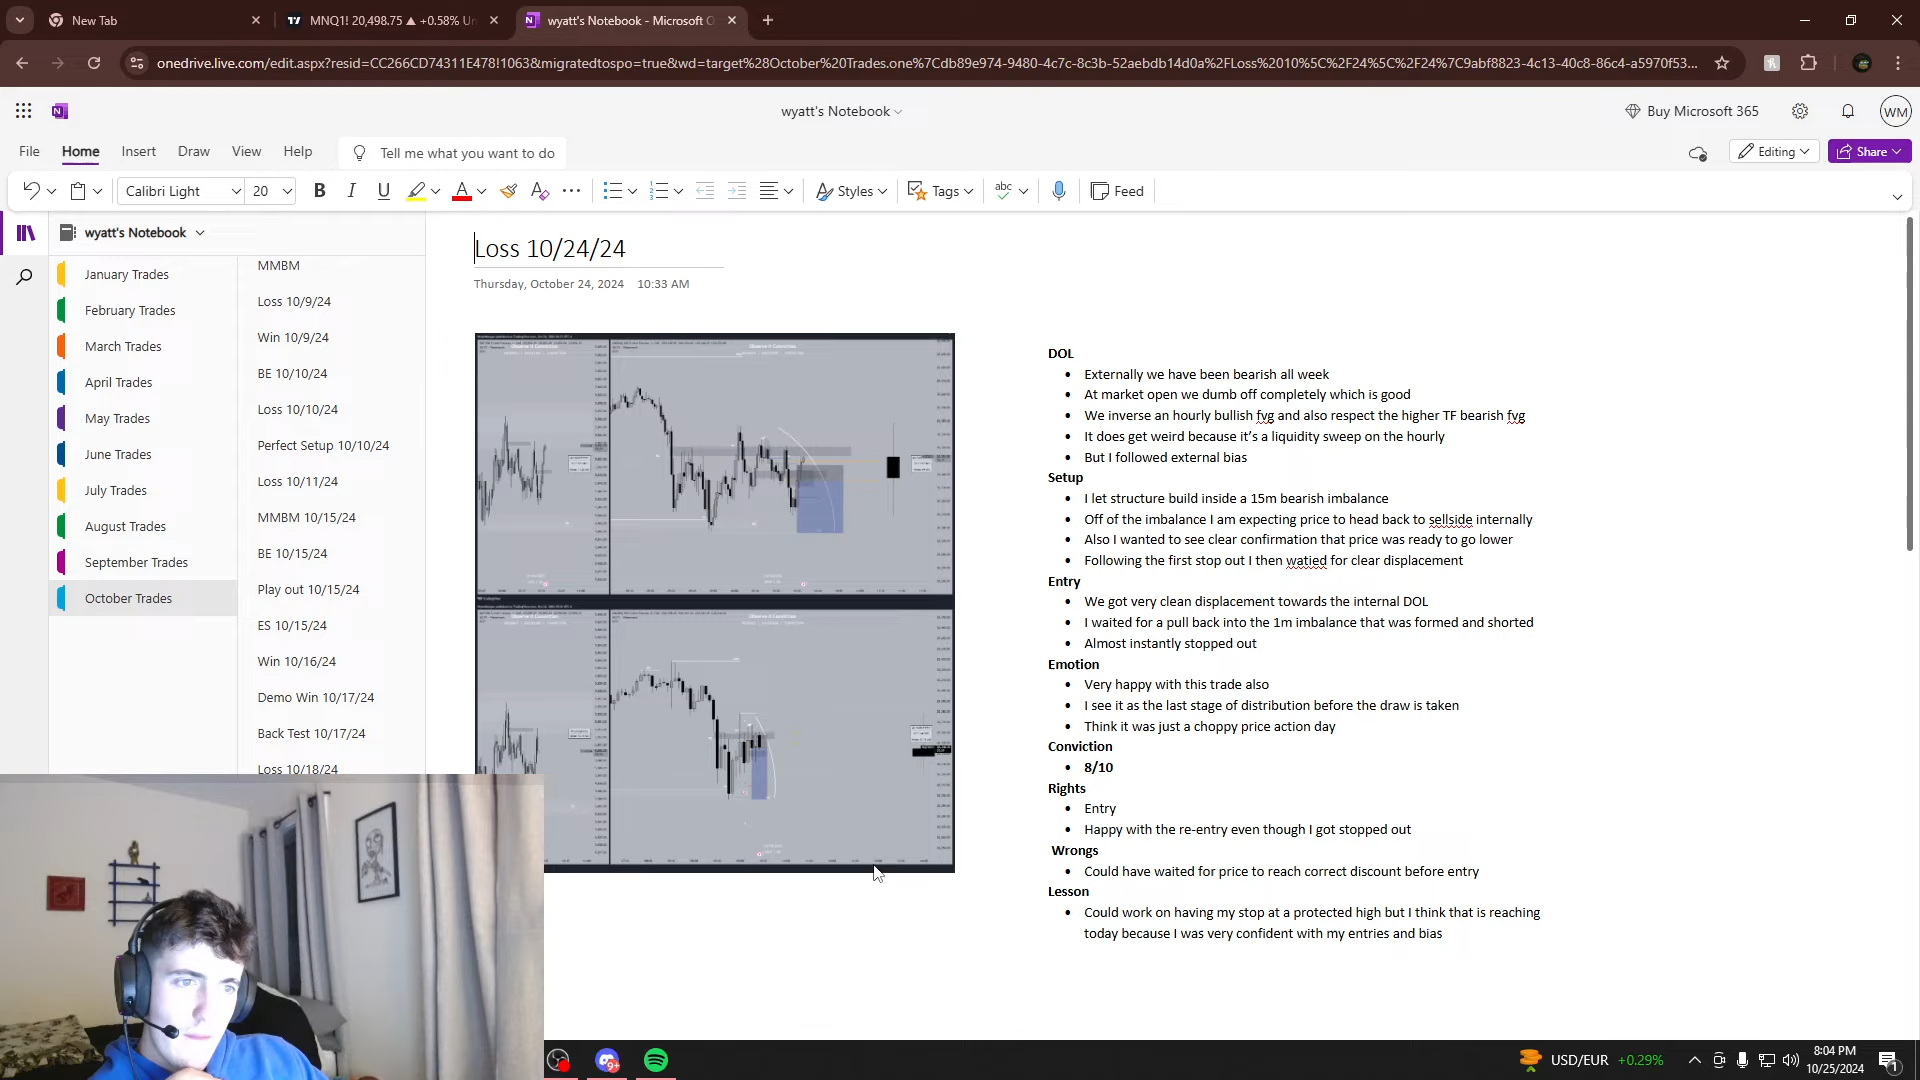 New Tab
MNQ1! 20,498.75 ▲ +0.58% Un
wyatt's Notebook - Microsoft O
onedrive.live.com/edit.aspx?resid=CC266CD74311E478!1063&migratedtospo=true&wd=target%28October%20Trades.one%7Cdb89e974-9480-4c7c-8c3b-52aebdb14d0a%2FLoss%2010%5C%2F24%5C%2F24%7C9abf8823-4c13-40c8-86c4-a5970f53...
wyatt's Notebook
Buy Microsoft 365
WM
File Home Insert Draw View Help
Tell me what you want to do
Editing
Share
Calibri Light 20
B I U A
Styles
Tags
abc
Feed
wyatt's Notebook
January Trades
February Trades
March Trades
April Trades
May Trades
June Trades
July Trades
August Trades
September Trades
October Trades
MMBM
Loss 10/9/24
Win 10/9/24
BE 10/10/24
Loss 10/10/24
Perfect Setup 10/10/24
Loss 10/11/24
MMBM 10/15/24
BE 10/15/24
Play out 10/15/24
ES 10/15/24
Win 10/16/24
Demo Win 10/17/24
Back Test 10/17/24
Loss 10/18/24
Loss 10/24/24
Thursday, October 24, 2024 10:33 AM
DOL
• Externally we have been bearish all week
• At market open we dumb off completely which is good
• We inverse an hourly bullish fvg and also respect the higher TF bearish fvg
• It does get weird because it's a liquidity sweep on the hourly
• But I followed external bias
Setup
• I let structure build inside a 15m bearish imbalance
• Off of the imbalance I am expecting price to head back to sellside internally
• Also I wanted to see clear confirmation that price was ready to go lower
• Following the first stop out I then watied for clear displacement
Entry
• We got very clean displacement towards the internal DOL
• I waited for a pull back into the 1m imbalance that was formed and shorted
• Almost instantly stopped out
Emotion
• Very happy with this trade also
• I see it as the last stage of distribution before the draw is taken
• Think it was just a choppy price action day
Conviction
• 8/10
Rights
• Entry
• Happy with the re-entry even though I got stopped out
Wrongs
• Could have waited for price to reach correct discount before entry
Lesson
• Could work on having my stop at a protected high but I think that is reaching
today because I was very confident with my entries and bias
9+
USD/EUR +0.29%
8:04 PM
10/25/2024
1